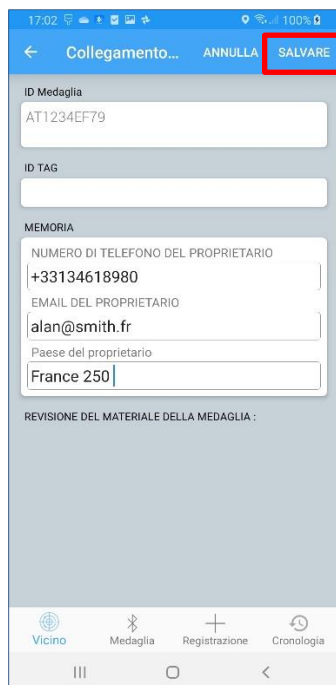 17:02 100%
Collegamento... ANNULLA SALVARE
ID Medaglia
AT1234EF79
ID TAG
MEMORIA
NUMERO DI TELEFONO DEL PROPRIETARIO
+33134618980
EMAIL DEL PROPRIETARIO
alan@smith.fr
Paese del proprietario
France 250
REVISIONE DEL MATERIALE DELLA MEDAGLIA :
Vicino Medaglia Registrazione Cronologia